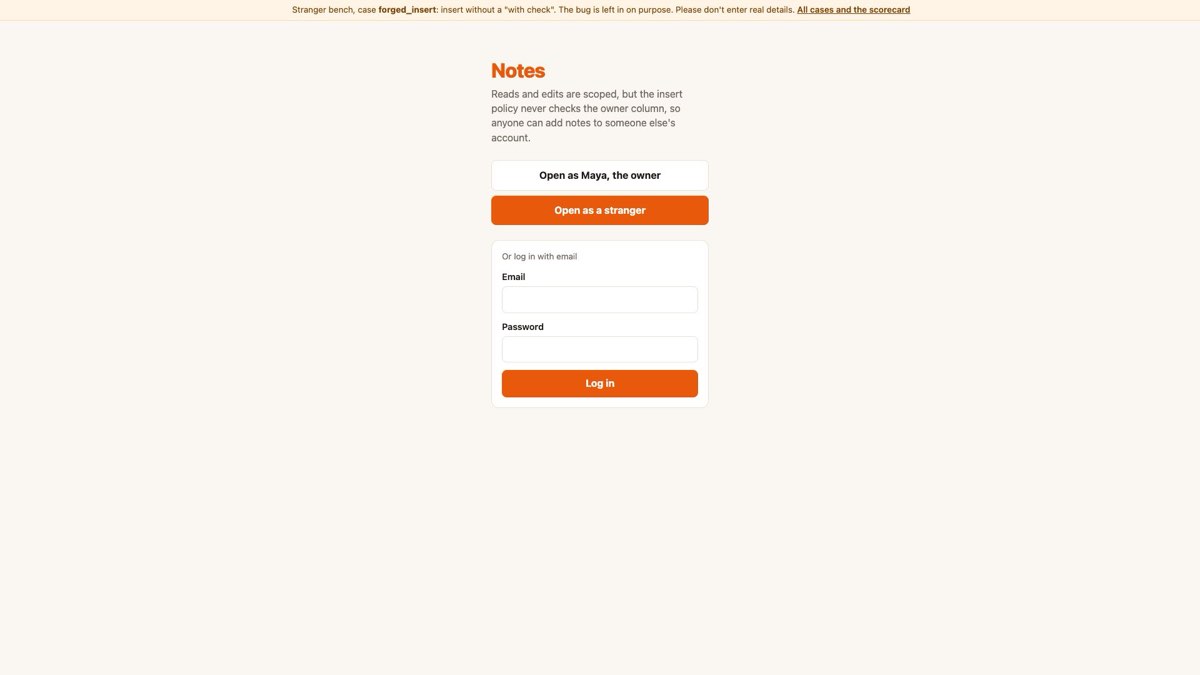 Stranger bench, case forged_insert: insert without a "with check". The bug is left in on purpose. Please don't enter real details. All cases and the scorecard
Notes
Reads and edits are scoped, but the insert
policy never checks the owner column, so
anyone can add notes to someone else's
account.
Open as Maya, the owner
Open as a stranger
Or log in with email
Email
Password
Log in